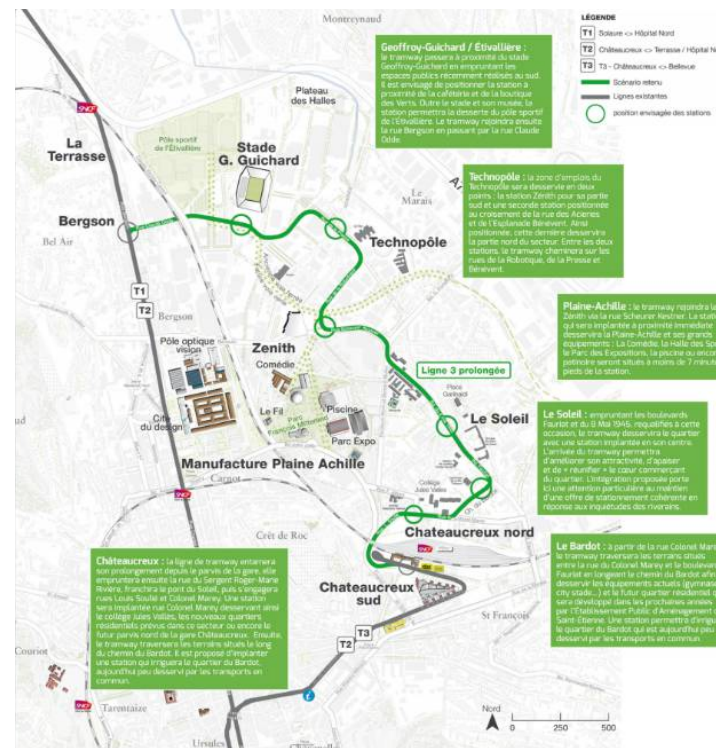 Montreynaud
LÉGENDE
T1 Solaure <> Hôpital Nord
T2 Châteaucreux <> Terrasse / Hôpital N
T3 T3 - Châteaucreux <> Bellevue
Scénario retenu
Lignes existantes
position envisagée des stations
Geoffroy-Guichard / Étivallière :
le tramway passera à proximité du stade
Geoffroy-Guichard en empruntant les
espaces publics récemment réalisés au sud.
Il est envisagé de positionner la station à
proximité de la cafétéria et de la boutique
des Verts. Outre le stade et son musée, la
station permettra la desserte du pôle sportif
de l'Étivallière. Le tramway rejoindra ensuite
la rue Bergson en passant par la rue Claude
Odde.
Plateau
des Halles
SNCF
La
Terrasse
Pôle sportif
de l'Étivallière
Stade
G. Guichard
Bergson
Bel Air
Le
Marais
Technopôle
Technopôle : la zone d'emplois du
Technopôle sera desservie en deux
points : la station Zénith pour sa partie
sud et une seconde station positionnée
au croisement de la rue des Aciéries
et de l'Esplanade Bénévent. Ainsi
positionnée, cette dernière desservira
la partie nord du secteur. Entre les deux
stations, le tramway cheminera sur les
rues de la Robotique, de la Presse et
Bénévent.
T1
T2
Bergson
Pôle optique
vision
Zenith
Comédie
Plaine-Achille : le tramway rejoindra la
Zénith via la rue Scheurer Kestner. La stati
qui sera implantée à proximité immédiate
desservira la Plaine-Achille et ses grands
équipements : La Comédie, la Halle des Sp
le Parc des Expositions, la piscine ou encor
patinoire seront situés à moins de 7 minut
pieds de la station.
Ligne 3 prolongée
Place
Garibaldi
Le Soleil
Cité
du design
Le Fil
Parc
François Mitterrand
Piscine
Parc Expo
Manufacture Plaine Achille
Carnot
SNCF
Le Soleil : empruntant les boulevards
Fauriat et du 8 Mai 1945, requalifiés à cette
occasion, le tramway desservira le quartier
avec une station implantée en son centre.
L'arrivée du tramway permettra
d'améliorer son attractivité, d'apaiser
et de « réunifier » le cœur commerçant
du quartier. L'intégration proposée porte
ici une attention particulière au maintien
d'une offre de stationnement cohérente en
réponse aux inquiétudes des riverains.
Collège
Jules Vallès
Crêt de Roc
Chateaucreux nord
Chateaucreux
sud
SNCF
Le Bardot : à partir de la rue Colonel Mare
le tramway traversera les terrains situés
entre la rue du Colonel Marey et le bouleva
Fauriat en longeant le chemin du Bardot afin
desservir les équipements actuels (gymnas
city stade...) et le futur quartier résidentiel q
sera développé dans les prochaines années
par l'Etablissement Public d'Aménagement
Saint-Etienne. Une station permettra d'irrigu
le quartier du Bardot qui est aujourd'hui peu
desservi par les transports en commun.
Châteaucreux : la ligne de tramway entamera
son prolongement depuis le parvis de la gare, elle
empruntera ensuite la rue du Sergent Roger-Marie
Rivière, franchira le pont du Soleil, puis s'engagera
rues Louis Soulié et Colonel Marey. Une station
sera implantée rue Colonel Marey desservant ainsi
le collège Jules Vallès, les nouveaux quartiers
résidentiels prévus dans ce secteur ou encore le
futur parvis nord de la gare Châteaucreux. Ensuite,
le tramway traversera les terrains situés le long
du chemin du Bardot. Il est proposé d'implanter
une station qui irriguera le quartier du Bardot,
aujourd'hui peu desservi par les transports en
commun.
T3
T2
St François
Couriot
SNCF
Tarentaize
Ursules
Nord
0 250 500